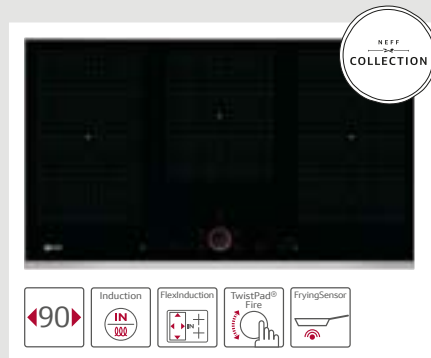 NEFF
COLLECTION
90
Induction
IN
FlexInduction
IN
TwistPad®
Fire
FryingSensor